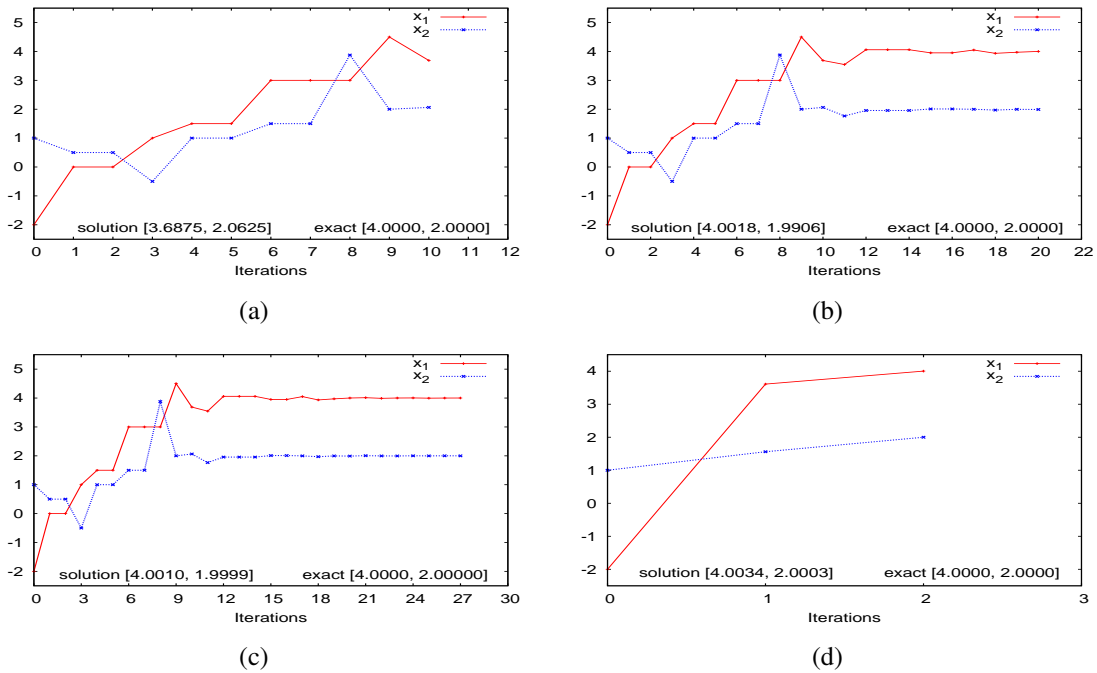 5
4
3
2
1
0
-1
-2
x1
x2
solution [3.6875, 2.0625] exact [4.0000, 2.0000]
0 1 2 3 4 5 6 7 8 9 10 11 12
Iterations
(a)
5
4
3
2
1
0
-1
-2
x1
x2
solution [4.0018, 1.9906] exact [4.0000, 2.0000]
0 2 4 6 8 10 12 14 16 18 20 22
Iterations
(b)
5
4
3
2
1
0
-1
-2
x1
x2
solution [4.0010, 1.9999] exact [4.0000, 2.00000]
0 3 6 9 12 15 18 21 24 27 30
Iterations
(c)
4
3
2
1
0
-1
-2
x1
x2
solution [4.0034, 2.0003] exact [4.0000, 2.0000]
0 1 2 3
Iterations
(d)